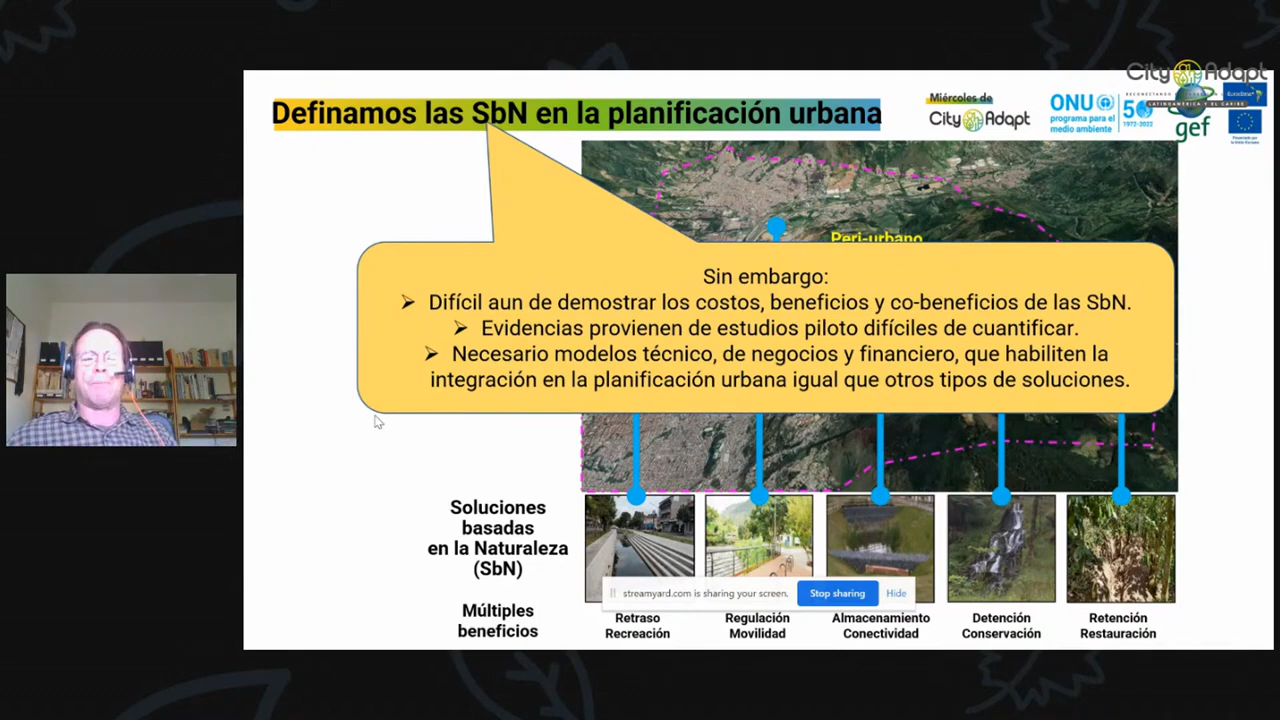 Definamos las SbN en la planificación urbana
Miércoles de
CityAdapt
ONU
programa para el
medio ambiente
50
1972-2022
City Adapt
LATINOAMÉRICA Y EL CARIBE
gef
Peri-urbano
Sin embargo:
➢ Difícil aun de demostrar los costos, beneficios y co-beneficios de las SbN.
➢ Evidencias provienen de estudios piloto difíciles de cuantificar.
➢ Necesario modelos técnico, de negocios y financiero, que habiliten la
integración en la planificación urbana igual que otros tipos de soluciones.
Soluciones
basadas
en la Naturaleza
(SbN)
streamyard.com is sharing your screen.
Stop sharing
Hide
Múltiples
beneficios
Retraso
Recreación
Regulación
Movilidad
Almacenamiento
Conectividad
Detención
Conservación
Retención
Restauración